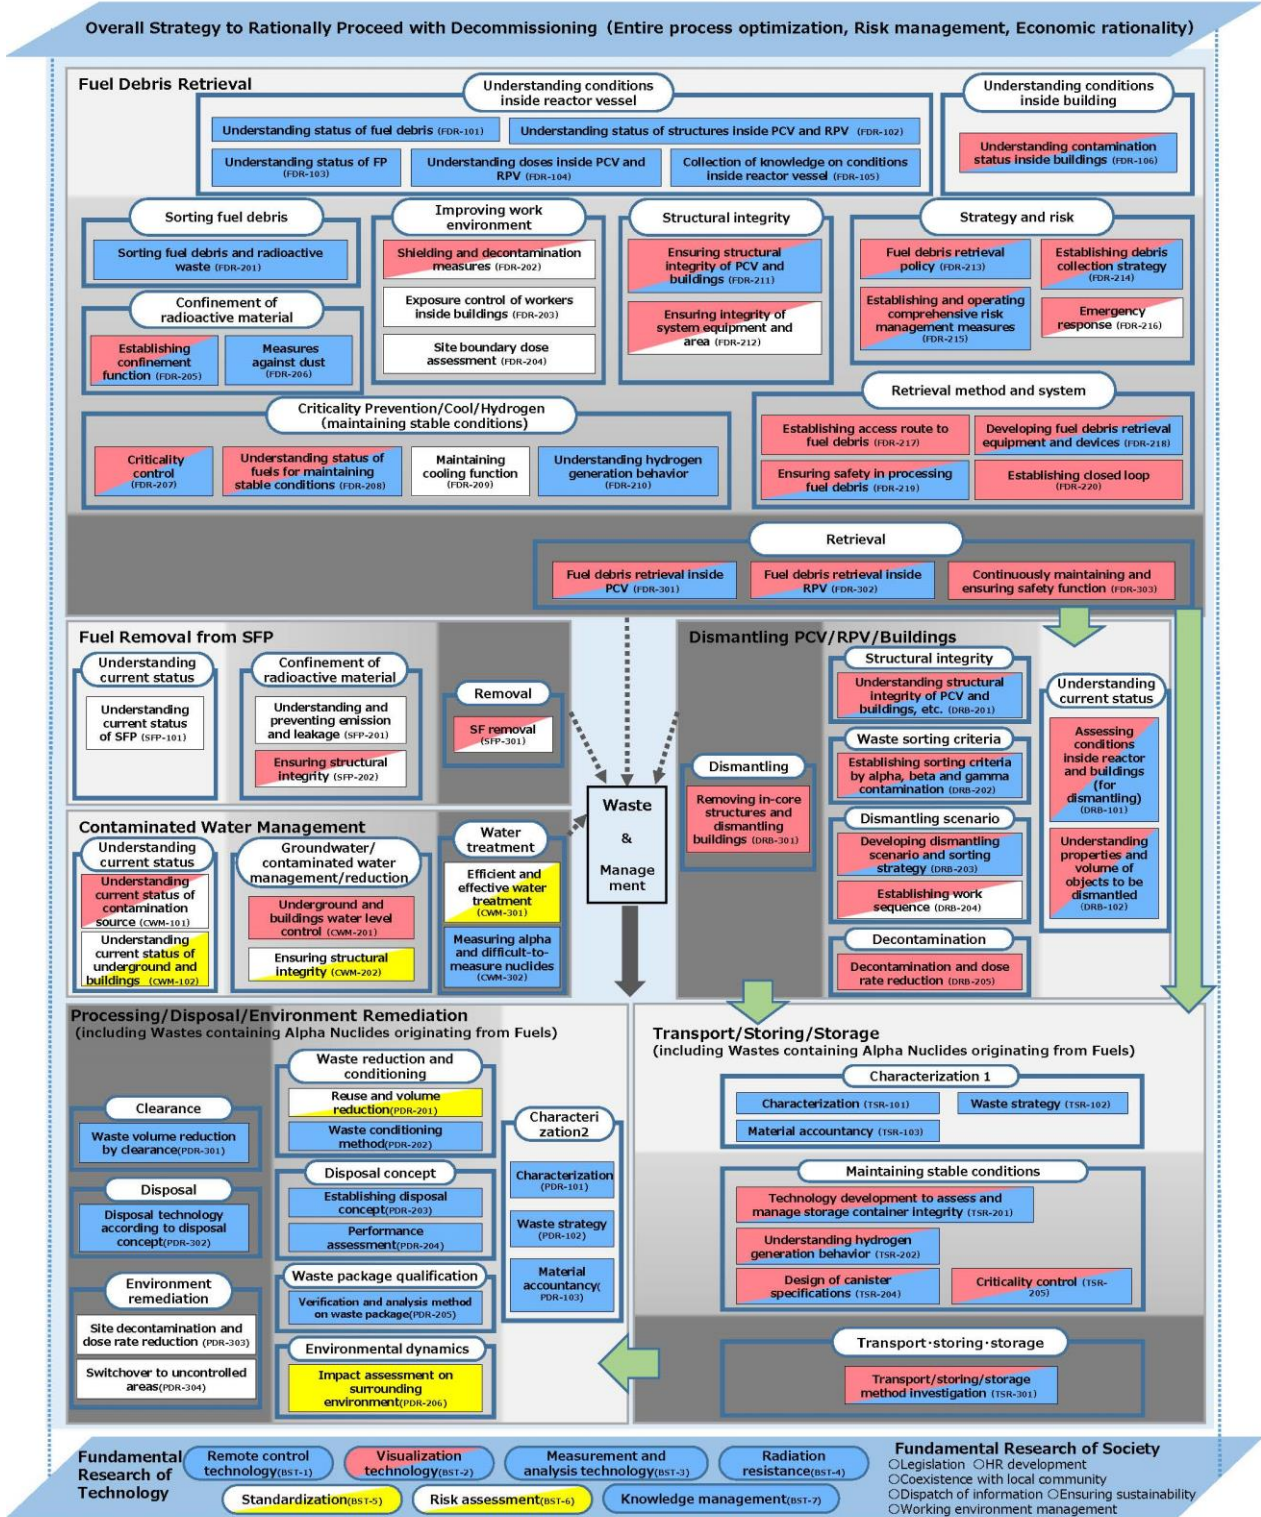 Overall Strategy to Rationally Proceed with Decommissioning (Entire process optimization, Risk management, Economic rationality)
Fuel Debris Retrieval
Understanding conditions
inside reactor vessel
Understanding status of fuel debris (FDR-101)
Understanding status of structures inside PCV and RPV (FDR-102)
Understanding status of FP
(FDR-103)
Understanding doses inside PCV and
RPV (FDR-104)
Collection of knowledge on conditions
inside reactor vessel (FDR-105)
Understanding conditions
inside building
Understanding contamination
status inside buildings (FDR-106)
Sorting fuel debris
Sorting fuel debris and radioactive
waste (FDR-201)
Confinement of
radioactive material
Establishing
confinement
function (FDR-205)
Measures
against dust
(FDR-206)
Improving work
environment
Shielding and decontamination
measures (FDR-202)
Exposure control of workers
inside buildings (FDR-203)
Site boundary dose
assessment (FDR-204)
Structural integrity
Ensuring structural
integrity of PCV and
buildings (FDR-211)
Ensuring integrity of
system equipment and
area (FDR-212)
Strategy and risk
Fuel debris retrieval
policy (FDR-213)
Establishing debris
collection strategy
(FDR-214)
Establishing and operating
comprehensive risk
management measures
(FDR-215)
Emergency
response (FDR-216)
Criticality Prevention/Cool/Hydrogen
(maintaining stable conditions)
Criticality
control
(FDR-207)
Understanding status of
fuels for maintaining
stable conditions (FDR-208)
Maintaining
cooling function
(FDR-209)
Understanding hydrogen
generation behavior
(FDR-210)
Retrieval method and system
Establishing access route to
fuel debris (FDR-217)
Developing fuel debris retrieval
equipment and devices (FDR-218)
Ensuring safety in processing
fuel debris (FDR-219)
Establishing closed loop
(FDR-220)
Retrieval
Fuel debris retrieval inside
PCV (FDR-301)
Fuel debris retrieval inside
RPV (FDR-302)
Continuously maintaining and
ensuring safety function (FDR-303)
Fuel Removal from SFP
Understanding
current status
Understanding
current status
of SFP (SFP-101)
Confinement of
radioactive material
Understanding and
preventing emission
and leakage (SFP-201)
Ensuring structural
integrity (SFP-202)
Removal
SF removal
(SFP-301)
Contaminated Water Management
Understanding
current status
Understanding
current status of
contamination
source (CWM-101)
Understanding
current status of
underground and
buildings (CWM-102)
Groundwater/
contaminated water
management/reduction
Underground and
buildings water level
control (CWM-201)
Ensuring structural
integrity (CWM-202)
Water
treatment
Efficient and
effective water
treatment
(CWM-301)
Measuring alpha
and difficult-to-
measure nuclides
(CWM-302)
Waste
&
Manage
ment
Dismantling PCV/RPV/Buildings
Dismantling
Removing in-core
structures and
dismantling
buildings (DRB-301)
Structural integrity
Understanding structural
integrity of PCV and
buildings, etc. (DRB-201)
Waste sorting criteria
Establishing sorting criteria
by alpha, beta and gamma
contamination (DRB-202)
Dismantling scenario
Developing dismantling
scenario and sorting
strategy (DRB-203)
Establishing work
sequence (DRB-204)
Decontamination
Decontamination and dose
rate reduction (DRB-205)
Understanding
current status
Assessing
conditions
inside reactor
and buildings
(for
dismantling)
(DRB-101)
Understanding
properties and
volume of
objects to be
dismantled
(DRB-102)
Processing/Disposal/Environment Remediation
(including Wastes containing Alpha Nuclides originating from Fuels)
Clearance
Waste volume reduction
by clearance(PDR-301)
Disposal
Disposal technology
according to disposal
concept(PDR-302)
Environment
remediation
Site decontamination and
dose rate reduction (PDR-303)
Switchover to uncontrolled
areas(PDR-304)
Waste reduction and
conditioning
Reuse and volume
reduction(PDR-201)
Waste conditioning
method(PDR-202)
Disposal concept
Establishing disposal
concept(PDR-203)
Performance
assessment(PDR-204)
Waste package qualification
Verification and analysis method
on waste package(PDR-205)
Environmental dynamics
Impact assessment on
surrounding
environment(PDR-206)
Characteri
zation2
Characterization
(PDR-101)
Waste strategy
(PDR-102)
Material
accountancy(
PDR-103)
Transport/Storing/Storage
(including Wastes containing Alpha Nuclides originating from Fuels)
Characterization 1
Characterization (TSR-101)
Waste strategy (TSR-102)
Material accountancy (TSR-103)
Maintaining stable conditions
Technology development to assess and
manage storage container integrity (TSR-201)
Understanding hydrogen
generation behavior (TSR-202)
Design of canister
specifications (TSR-204)
Criticality control (TSR-
205)
Transport·storing·storage
Transport/storing/storage
method investigation (TSR-301)
Fundamental
Research of
Technology
Remote control
technology(BST-1)
Visualization
technology(BST-2)
Measurement and
analysis technology(BST-3)
Radiation
resistance(BST-4)
Standardization(BST-5)
Risk assessment(BST-6)
Knowledge management(BST-7)
Fundamental Research of Society
○Legislation ○HR development
○Coexistence with local community
○Dispatch of information ○Ensuring sustainability
○Working environment management